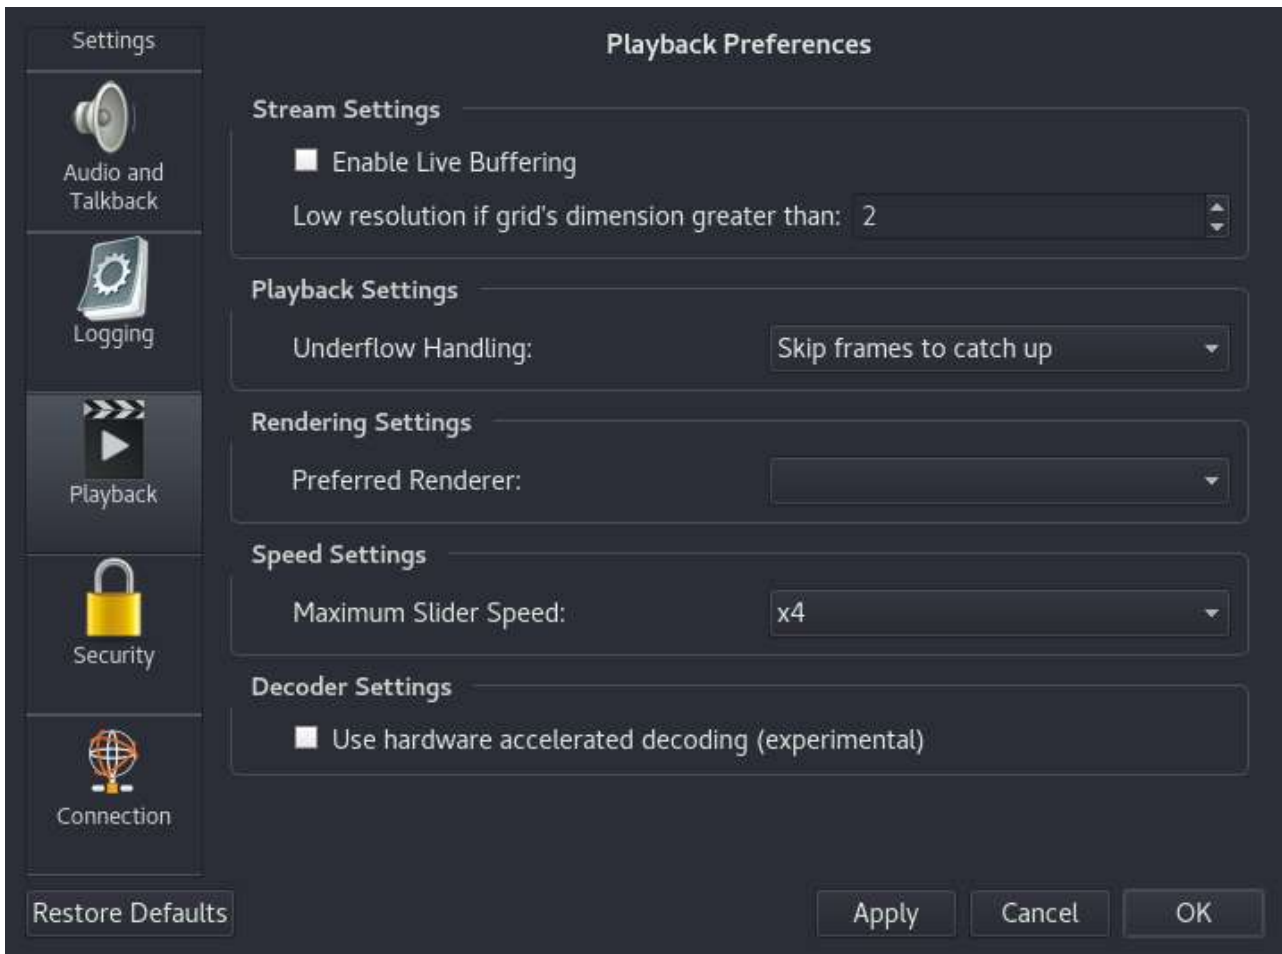 Settings
Playback Preferences
Audio and
Talkback
Logging
Playback
Security
Connection
Stream Settings
Enable Live Buffering
Low resolution if grid's dimension greater than: 2
Playback Settings
Underflow Handling: Skip frames to catch up
Rendering Settings
Preferred Renderer:
Speed Settings
Maximum Slider Speed: x4
Decoder Settings
Use hardware accelerated decoding (experimental)
Restore Defaults
Apply
Cancel
OK